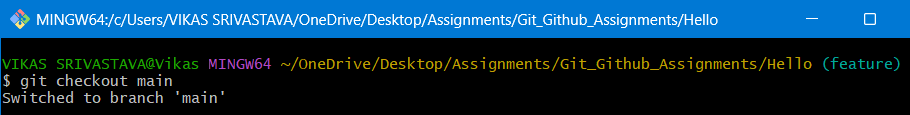 MINGW64:/c/Users/VIKAS SRIVASTAVA/OneDrive/Desktop/Assignments/Git_Github_Assignments/Hello
VIKAS SRIVASTAVA@Vikas MINGW64 ~/OneDrive/Desktop/Assignments/Git_Github_Assignments/Hello (feature)
$ git checkout main
Switched to branch 'main'